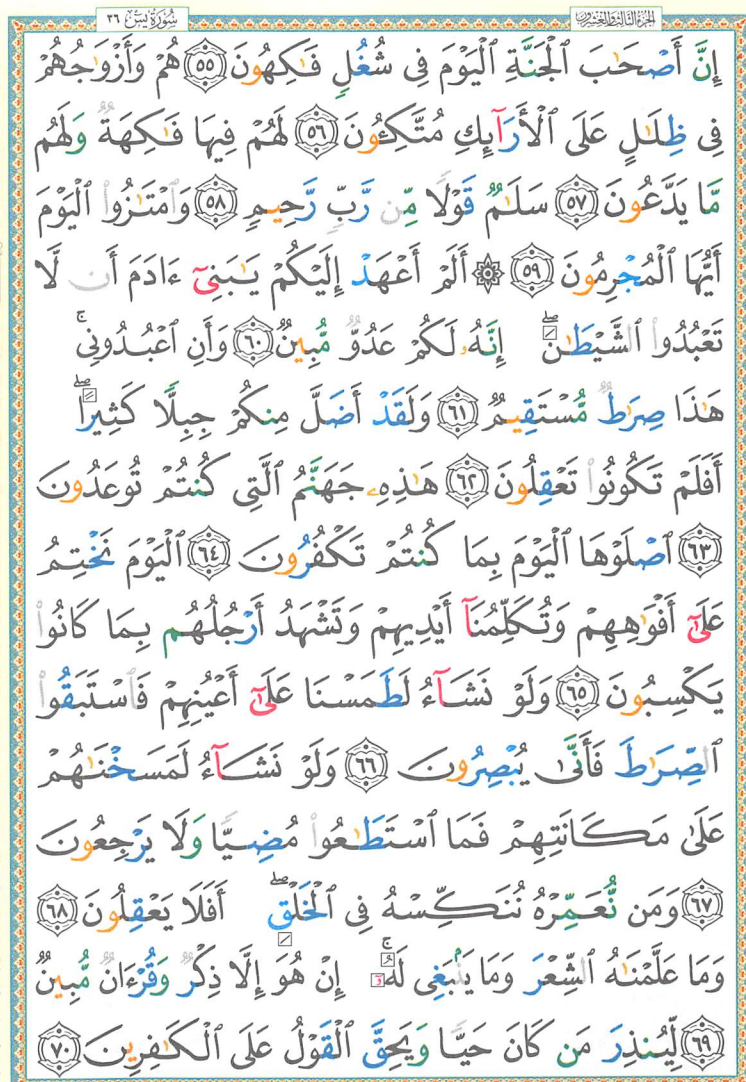 سُورَةُ يسٓ ٣٦
الجزء الثالث والعشرون
إِنَّ أَصۡحَٰبَ ٱلۡجَنَّةِ ٱلۡيَوۡمَ فِى شُغُلٍ فَٰكِهُونَ ٥٥ هُمۡ وَأَزۡوَٰجُهُمۡ
فِى ظِلَٰلٍ عَلَى ٱلۡأَرَآئِكِ مُتَّكِـُٔونَ ٥٦ لَهُمۡ فِيهَا فَٰكِهَةٞ وَلَهُم
مَّا يَدَّعُونَ ٥٧ سَلَٰمٞ قَوۡلٗا مِّن رَّبّٖ رَّحِيمٖ ٥٨ وَٱمۡتَٰزُواْ ٱلۡيَوۡمَ
أَيُّهَا ٱلۡمُجۡرِمُونَ ٥٩ ۞ أَلَمۡ أَعۡهَدۡ إِلَيۡكُمۡ يَٰبَنِىٓ ءَادَمَ أَن لَّا
تَعۡبُدُواْ ٱلشَّيۡطَٰنَۖ إِنَّهُۥ لَكُمۡ عَدُوّٞ مُّبِينٞ ٦٠ وَأَنِ ٱعۡبُدُونِىۚ
هَٰذَا صِرَٰطٞ مُّسۡتَقِيمٞ ٦١ وَلَقَدۡ أَضَلَّ مِنكُمۡ جِبِلّٗا كَثِيرًاۖ
أَفَلَمۡ تَكُونُواْ تَعۡقِلُونَ ٦٢ هَٰذِهِۦ جَهَنَّمُ ٱلَّتِى كُنتُمۡ تُوعَدُونَ
٦٣ ٱصۡلَوۡهَا ٱلۡيَوۡمَ بِمَا كُنتُمۡ تَكۡفُرُونَ ٦٤ ٱلۡيَوۡمَ نَخۡتِمُ
عَلَىٰٓ أَفۡوَٰهِهِمۡ وَتُكَلِّمُنَآ أَيۡدِيهِمۡ وَتَشۡهَدُ أَرۡجُلُهُم بِمَا كَانُواْ
يَكۡسِبُونَ ٦٥ وَلَوۡ نَشَآءُ لَطَمَسۡنَا عَلَىٰٓ أَعۡيُنِهِمۡ فَٱسۡتَبَقُواْ
ٱلصِّرَٰطَ فَأَنَّىٰ يُبۡصِرُونَ ٦٦ وَلَوۡ نَشَآءُ لَمَسَخۡنَٰهُمۡ
عَلَىٰ مَكَانَتِهِمۡ فَمَا ٱسۡتَطَٰعُواْ مُضِيّٗا وَلَا يَرۡجِعُونَ
٦٧ وَمَن نُّعَمِّرۡهُ نُنَكِّسۡهُ فِى ٱلۡخَلۡقِۖ أَفَلَا يَعۡقِلُونَ ٦٨
وَمَا عَلَّمۡنَٰهُ ٱلشِّعۡرَ وَمَا يَنۢبَغِى لَهُۥٓۚ إِنۡ هُوَ إِلَّا ذِكۡرٞ وَقُرۡءَانٞ مُّبِينٞ
٦٩ لِّيُنذِرَ مَن كَانَ حَيّٗا وَيَحِقَّ ٱلۡقَوۡلُ عَلَى ٱلۡكَٰفِرِينَ ٧٠